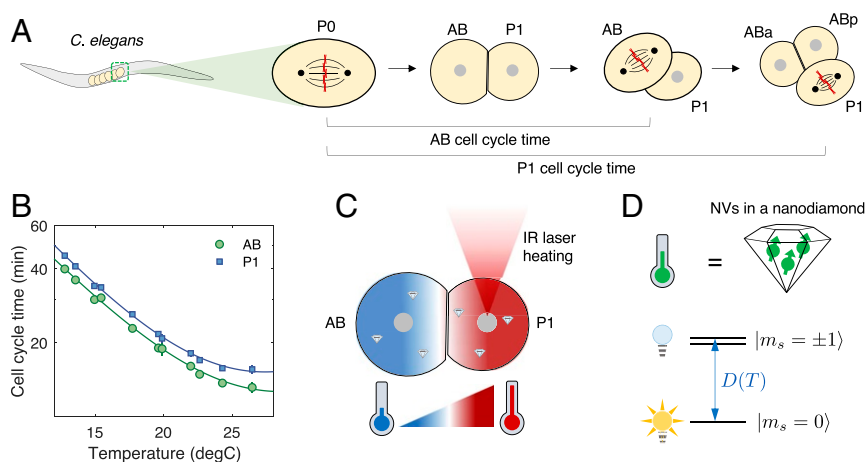 A
C. elegans
P0
AB P1
AB
P1
ABa
ABp
P1
AB cell cycle time
P1 cell cycle time
B
Cell cycle time (min)
60
40
20
AB
P1
15 20 25
Temperature (degC)
C
IR laser
heating
AB
P1
D
NVs in a nanodiamond
=
|mₛ = ±1⟩
D(T)
|mₛ = 0⟩